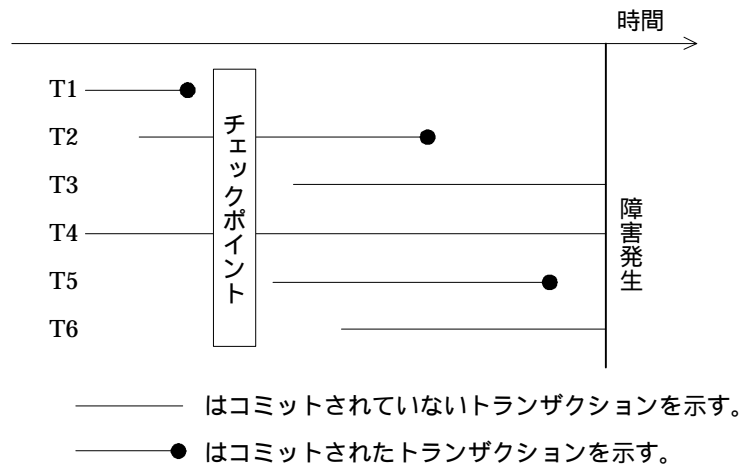 時間
T1
T2
T3
T4
T5
T6
チェックポイント
障害発生
はコミットされていないトランザクションを示す。
はコミットされたトランザクションを示す。